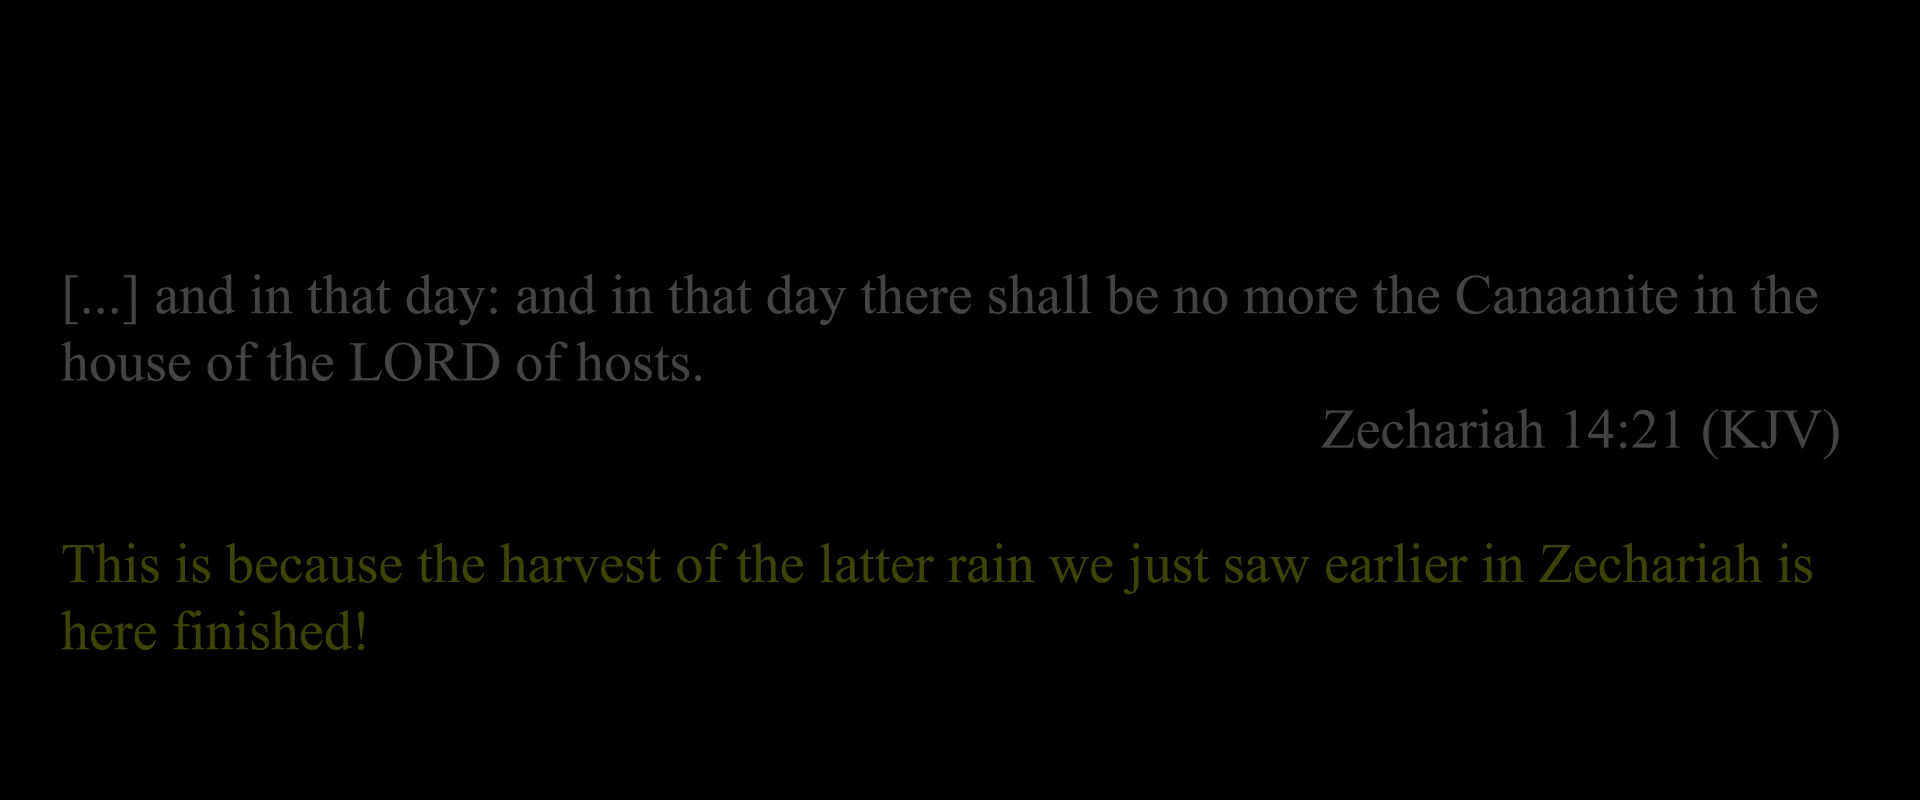 [...] and in that day: and in that day there shall be no more the Canaanite in the
house of the LORD of hosts.
Zechariah 14:21 (KJV)
This is because the harvest of the latter rain we just saw earlier in Zechariah is
here finished!